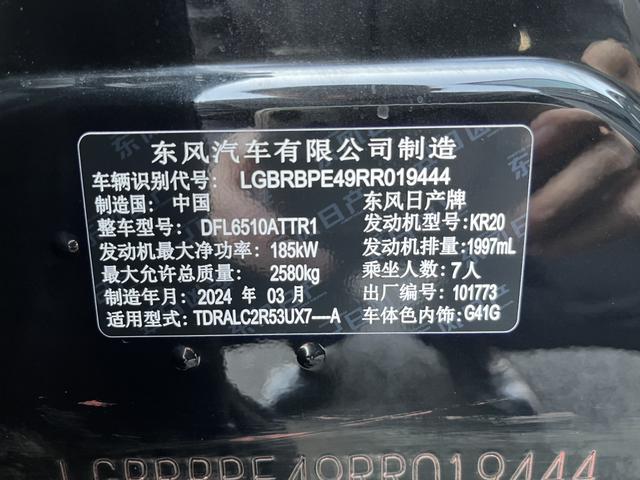 东风汽车有限公司制造
车辆识别代号: LGBRBPE49RR019444
制造国: 中国 东风日产牌
整车型号: DFL6510ATTR1 发动机型号: KR20
发动机最大净功率: 185kW 发动机排量: 1997mL
最大允许总质量: 2580kg 乘坐人数: 7人
制造年月: 2024 年 03 月 出厂编号: 101773
适用型式: TDRALC2R53UX7----A 车体色内饰: G41G
LGBRBPE49RR019444